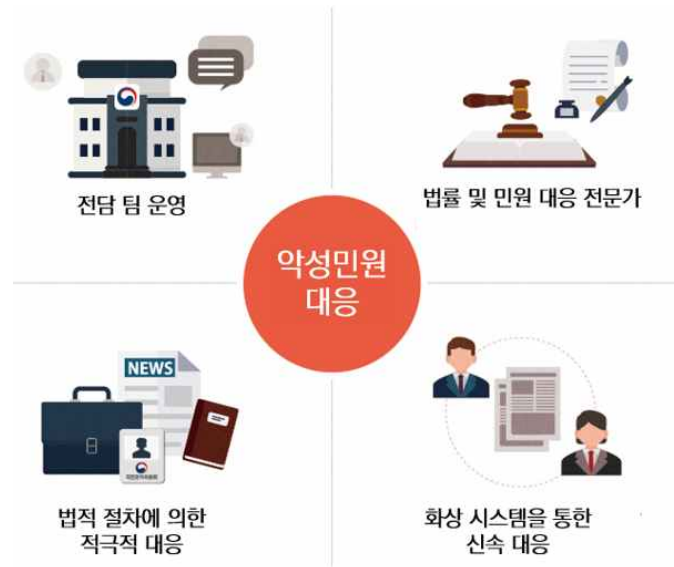 전담 팀 운영
법률 및 민원 대응 전문가
악성민원
대응
NEWS
법적 절차에 의한
적극적 대응
화상 시스템을 통한
신속 대응